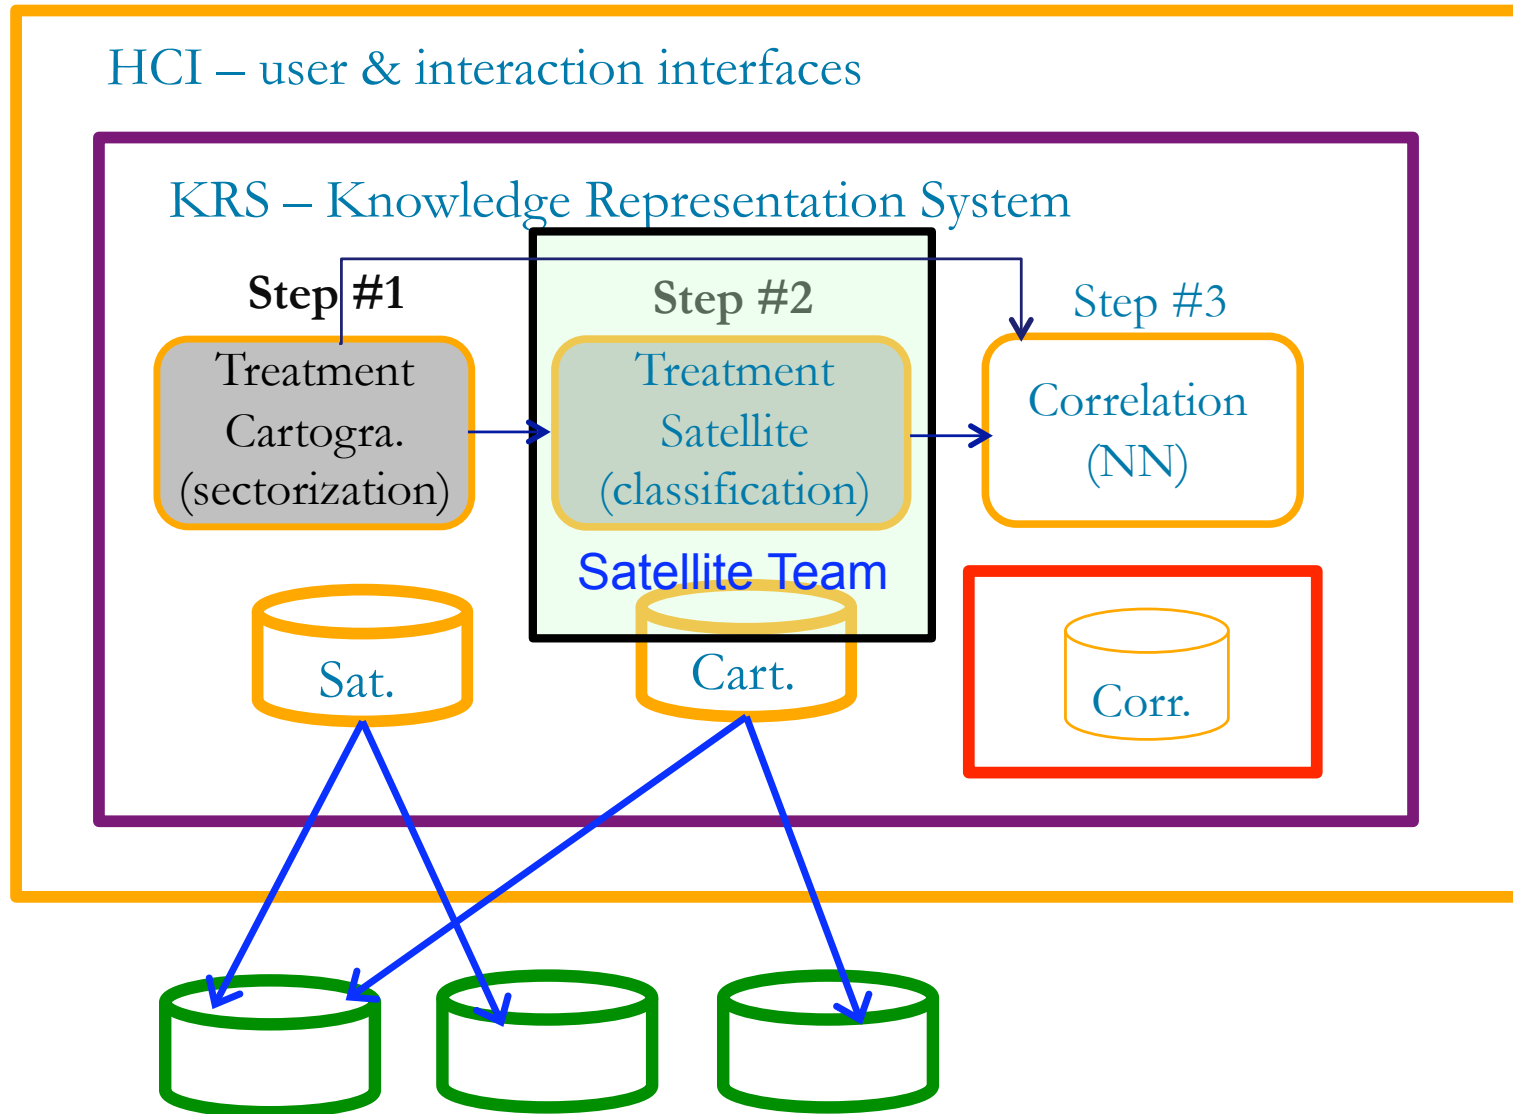 HCI – user & interaction interfaces
KRS – Knowledge Representation System
Step #1
Step #2
Step #3
Treatment
Cartogra.
(sectorization)
Treatment
Satellite
(classification)
Correlation
(NN)
Satellite Team
Sat.
Cart.
Corr.